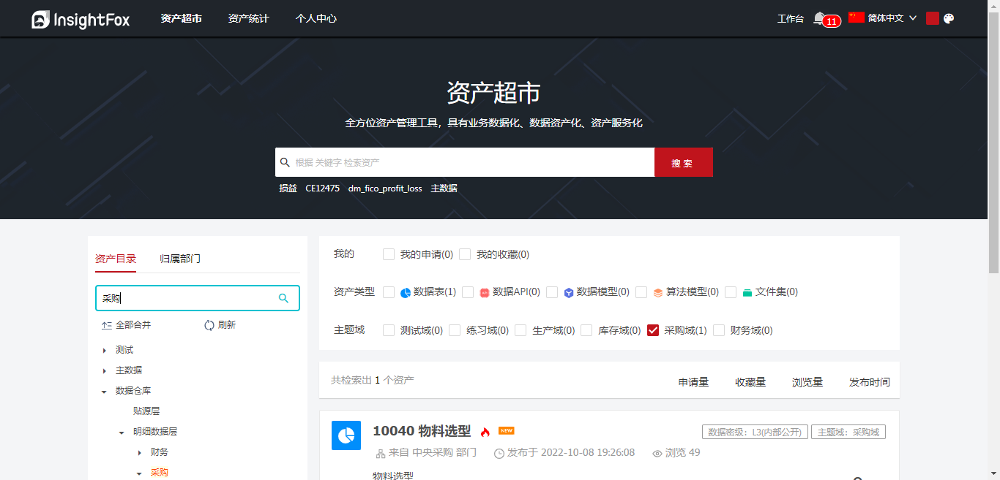 InsightFox 资产超市 资产统计 个人中心 工作台 11 简体中文
资产超市
全方位资产管理工具，具有业务数据化、数据资产化、资产服务化
根据 关键字 检索资产 搜 索
损益 CE12475 dm_fico_profit_loss 主数据
资产目录 归属部门
采购
全部合并 刷新
测试
主数据
数据仓库
贴源层
明细数据层
财务
采购
我的 我的申请(0) 我的收藏(0)
资产类型 数据表(1) API 数据API(0) 数据模型(0) 算法模型(0) 文件集(0)
主题域 测试域(0) 练习域(0) 生产域(0) 库存域(0) 采购域(1) 财务域(0)
共检索出 1 个资产 申请量 收藏量 浏览量 发布时间
10040 物料选型 NEW 数据密级：L3(内部公开) 主题域：采购域
来自 中央采购 部门 发布于 2022-10-08 19:26:08 浏览 49
物料选型